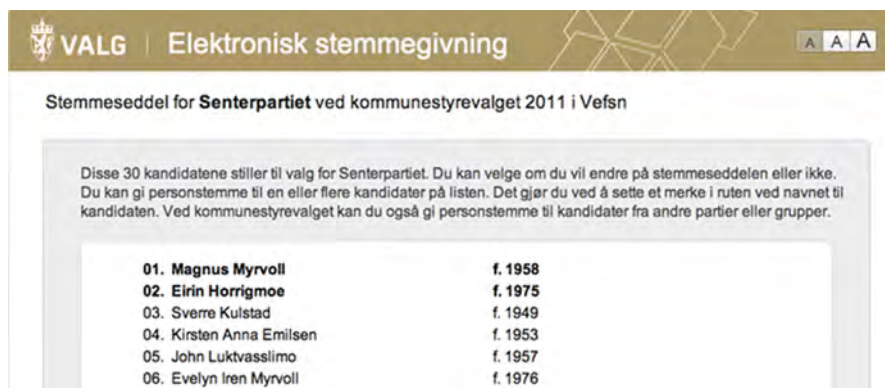 VALG | Elektronisk stemmegivning A A A
Stemmeseddel for Senterpartiet ved kommunestyrevalget 2011 i Vefsn
Disse 30 kandidatene stiller til valg for Senterpartiet. Du kan velge om du vil endre på stemmeseddelen eller ikke.
Du kan gi personstemme til en eller flere kandidater på listen. Det gjør du ved å sette et merke i ruten ved navnet til
kandidaten. Ved kommunestyrevalget kan du også gi personstemme til kandidater fra andre partier eller grupper.
01. Magnus Myrvoll f. 1958
02. Eirin Horrigmoe f. 1975
03. Sverre Kulstad f. 1949
04. Kirsten Anna Emilsen f. 1953
05. John Luktvasslimo f. 1957
06. Evelyn Iren Myrvoll f. 1976